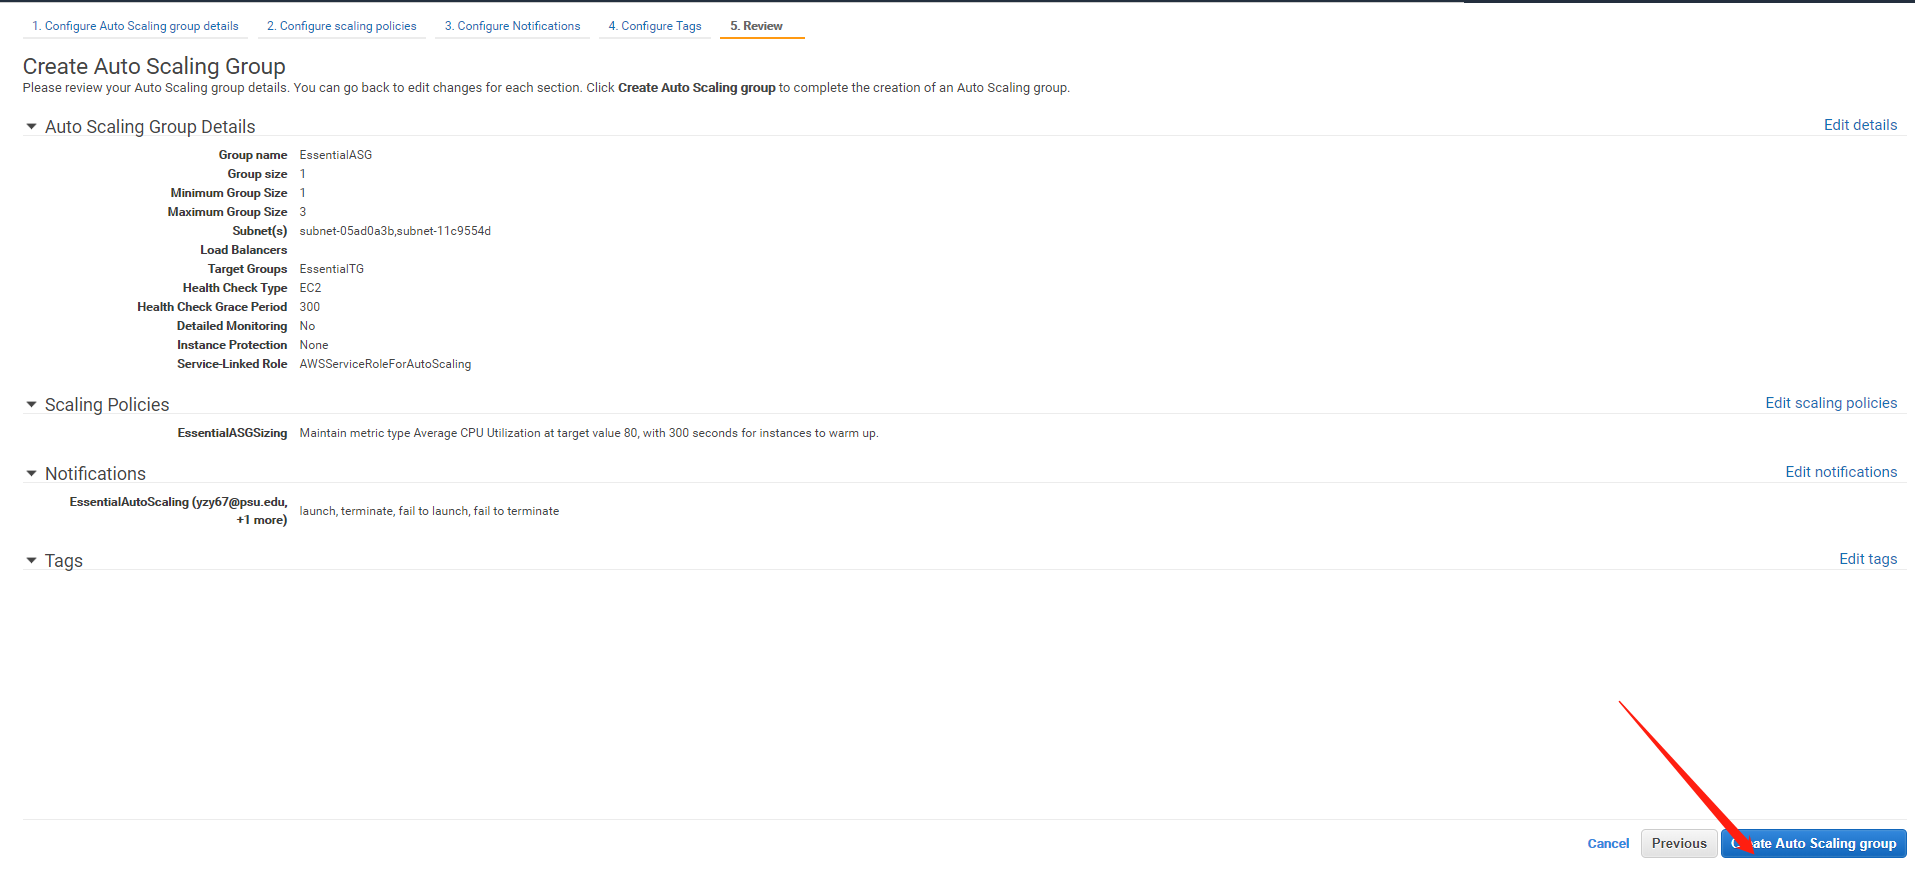 1. Configure Auto Scaling group details 2. Configure scaling policies 3. Configure Notifications 4. Configure Tags 5. Review
Create Auto Scaling Group
Please review your Auto Scaling group details. You can go back to edit changes for each section. Click Create Auto Scaling group to complete the creation of an Auto Scaling group.
Auto Scaling Group Details Edit details
Group name EssentialASG
Group size 1
Minimum Group Size 1
Maximum Group Size 3
Subnet(s) subnet-05ad0a3b,subnet-11c9554d
Load Balancers
Target Groups EssentialTG
Health Check Type EC2
Health Check Grace Period 300
Detailed Monitoring No
Instance Protection None
Service-Linked Role AWSServiceRoleForAutoScaling
Scaling Policies Edit scaling policies
EssentialASGSizing Maintain metric type Average CPU Utilization at target value 80, with 300 seconds for instances to warm up.
Notifications Edit notifications
EssentialAutoScaling (yzy67@psu.edu,
+1 more) launch, terminate, fail to launch, fail to terminate
Tags Edit tags
Cancel Previous Create Auto Scaling group